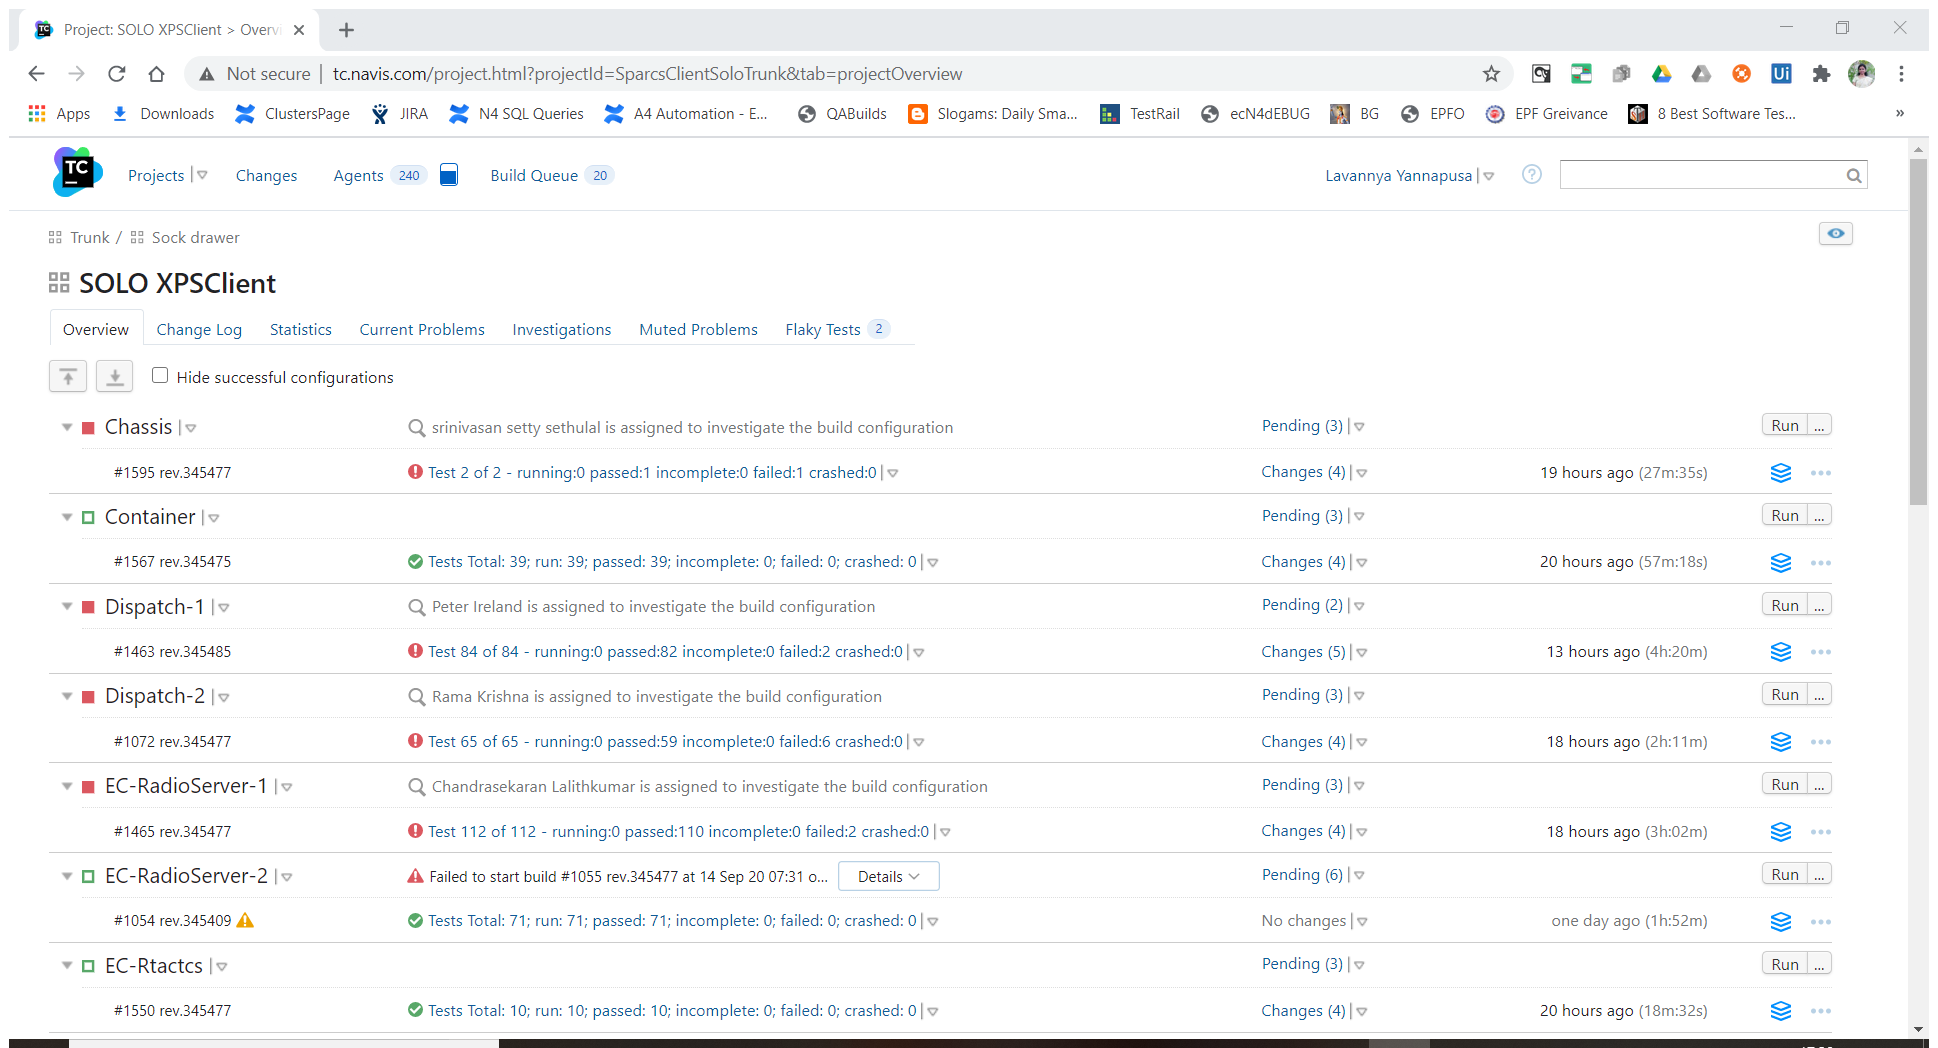 Project: SOLO XPSClient > Overvi
Not secure | tc.navis.com/project.html?projectId=SparcsClientSoloTrunk&tab=projectOverview
Apps Downloads ClustersPage JIRA N4 SQL Queries A4 Automation - E... QABuilds Slogams: Daily Sma... TestRail ecN4dEBUG BG EPFO EPF Greivance 8 Best Software Tes... »
TC Projects Changes Agents 240 Build Queue 20 Lavannya Yannapusa
Trunk / Sock drawer
SOLO XPSClient
Overview Change Log Statistics Current Problems Investigations Muted Problems Flaky Tests 2
Hide successful configurations
Chassis srinivasan setty sethulal is assigned to investigate the build configuration Pending (3) Run ...
#1595 rev.345477 Test 2 of 2 - running:0 passed:1 incomplete:0 failed:1 crashed:0 Changes (4) 19 hours ago (27m:35s)
Container Pending (3) Run ...
#1567 rev.345475 Tests Total: 39; run: 39; passed: 39; incomplete: 0; failed: 0; crashed: 0 Changes (4) 20 hours ago (57m:18s)
Dispatch-1 Peter Ireland is assigned to investigate the build configuration Pending (2) Run ...
#1463 rev.345485 Test 84 of 84 - running:0 passed:82 incomplete:0 failed:2 crashed:0 Changes (5) 13 hours ago (4h:20m)
Dispatch-2 Rama Krishna is assigned to investigate the build configuration Pending (3) Run ...
#1072 rev.345477 Test 65 of 65 - running:0 passed:59 incomplete:0 failed:6 crashed:0 Changes (4) 18 hours ago (2h:11m)
EC-RadioServer-1 Chandrasekaran Lalithkumar is assigned to investigate the build configuration Pending (3) Run ...
#1465 rev.345477 Test 112 of 112 - running:0 passed:110 incomplete:0 failed:2 crashed:0 Changes (4) 18 hours ago (3h:02m)
EC-RadioServer-2 Failed to start build #1055 rev.345477 at 14 Sep 20 07:31 o... Details Pending (6) Run ...
#1054 rev.345409 Tests Total: 71; run: 71; passed: 71; incomplete: 0; failed: 0; crashed: 0 No changes one day ago (1h:52m)
EC-Rtactcs Pending (3) Run ...
#1550 rev.345477 Tests Total: 10; run: 10; passed: 10; incomplete: 0; failed: 0; crashed: 0 Changes (4) 20 hours ago (18m:32s)